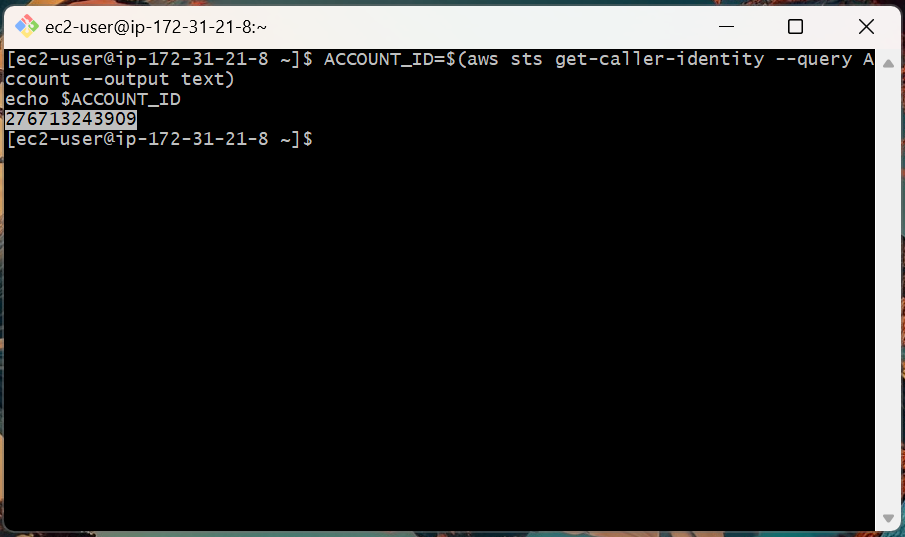 ec2-user@ip-172-31-21-8:~
[ec2-user@ip-172-31-21-8 ~]$ ACCOUNT_ID=$(aws sts get-caller-identity --query A
ccount --output text)
echo $ACCOUNT_ID
276713243909
[ec2-user@ip-172-31-21-8 ~]$